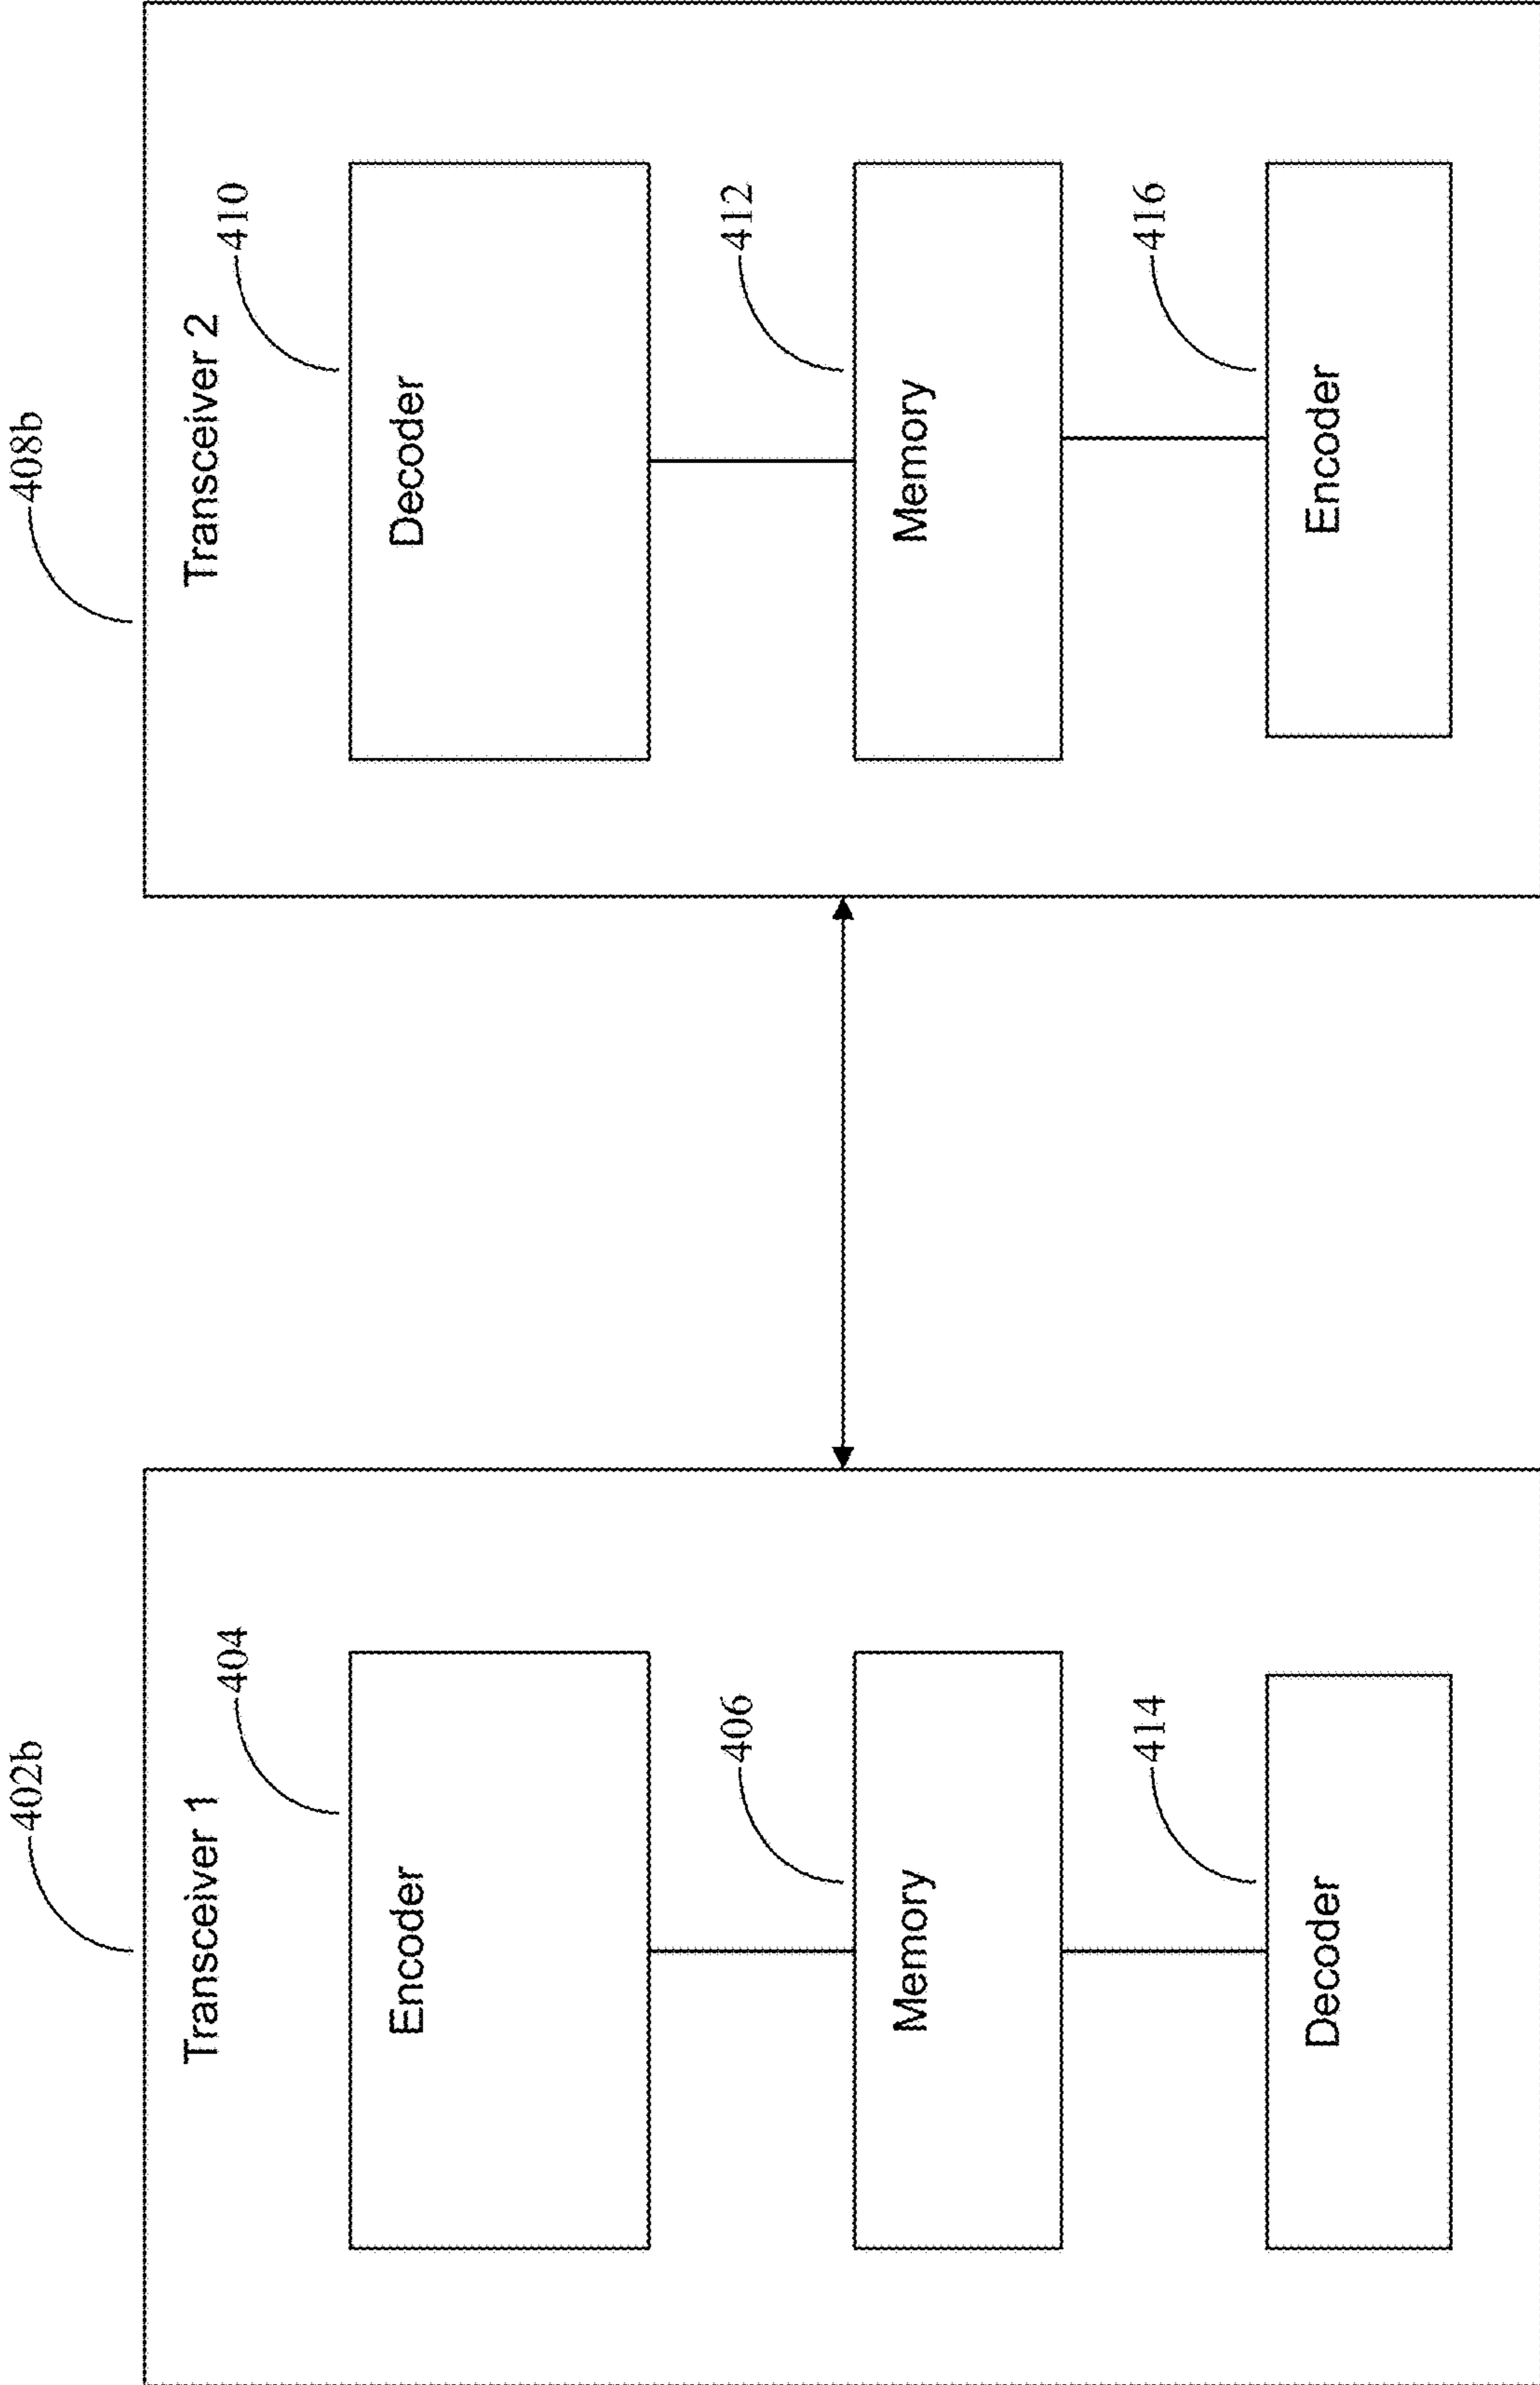 402b
Transceiver 1
404
Encoder
406
Memory
414
Decoder
408b
Transceiver 2
410
Decoder
412
Memory
416
Encoder